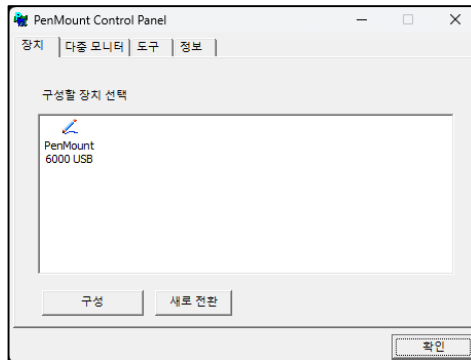 PenMount Control Panel
장치 다중 모니터 도구 정보
구성할 장치 선택
PenMount
6000 USB
구성 새로 전환
확인